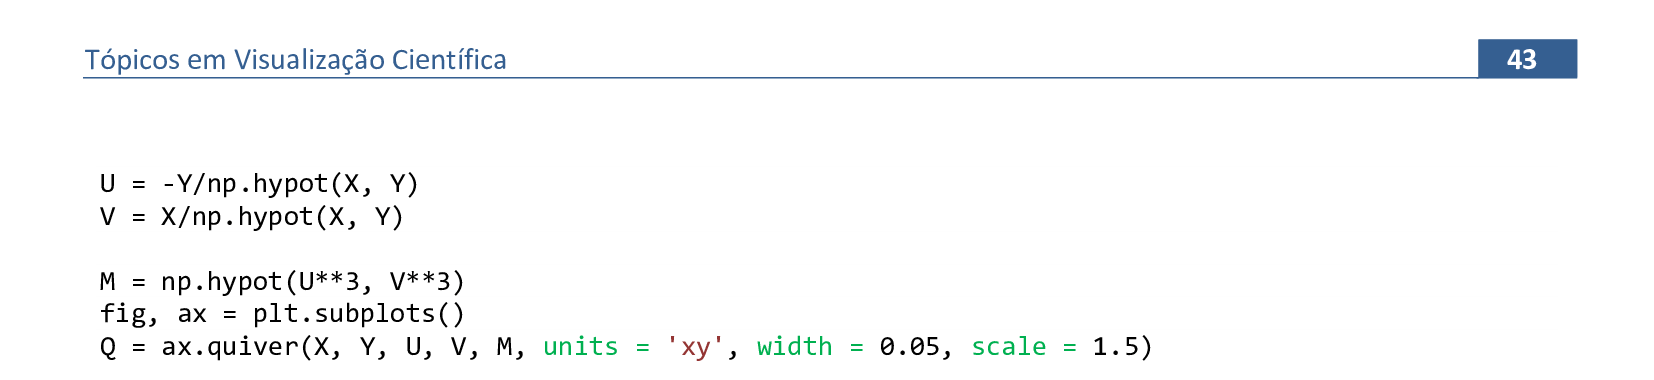 Tópicos em Visualização Científica
43
U = -Y/np.hypot(X, Y)
V = X/np.hypot(X, Y)
M = np.hypot(U**3, V**3)
fig, ax = plt.subplots()
Q = ax.quiver(X, Y, U, V, M, units = 'xy', width = 0.05, scale = 1.5)